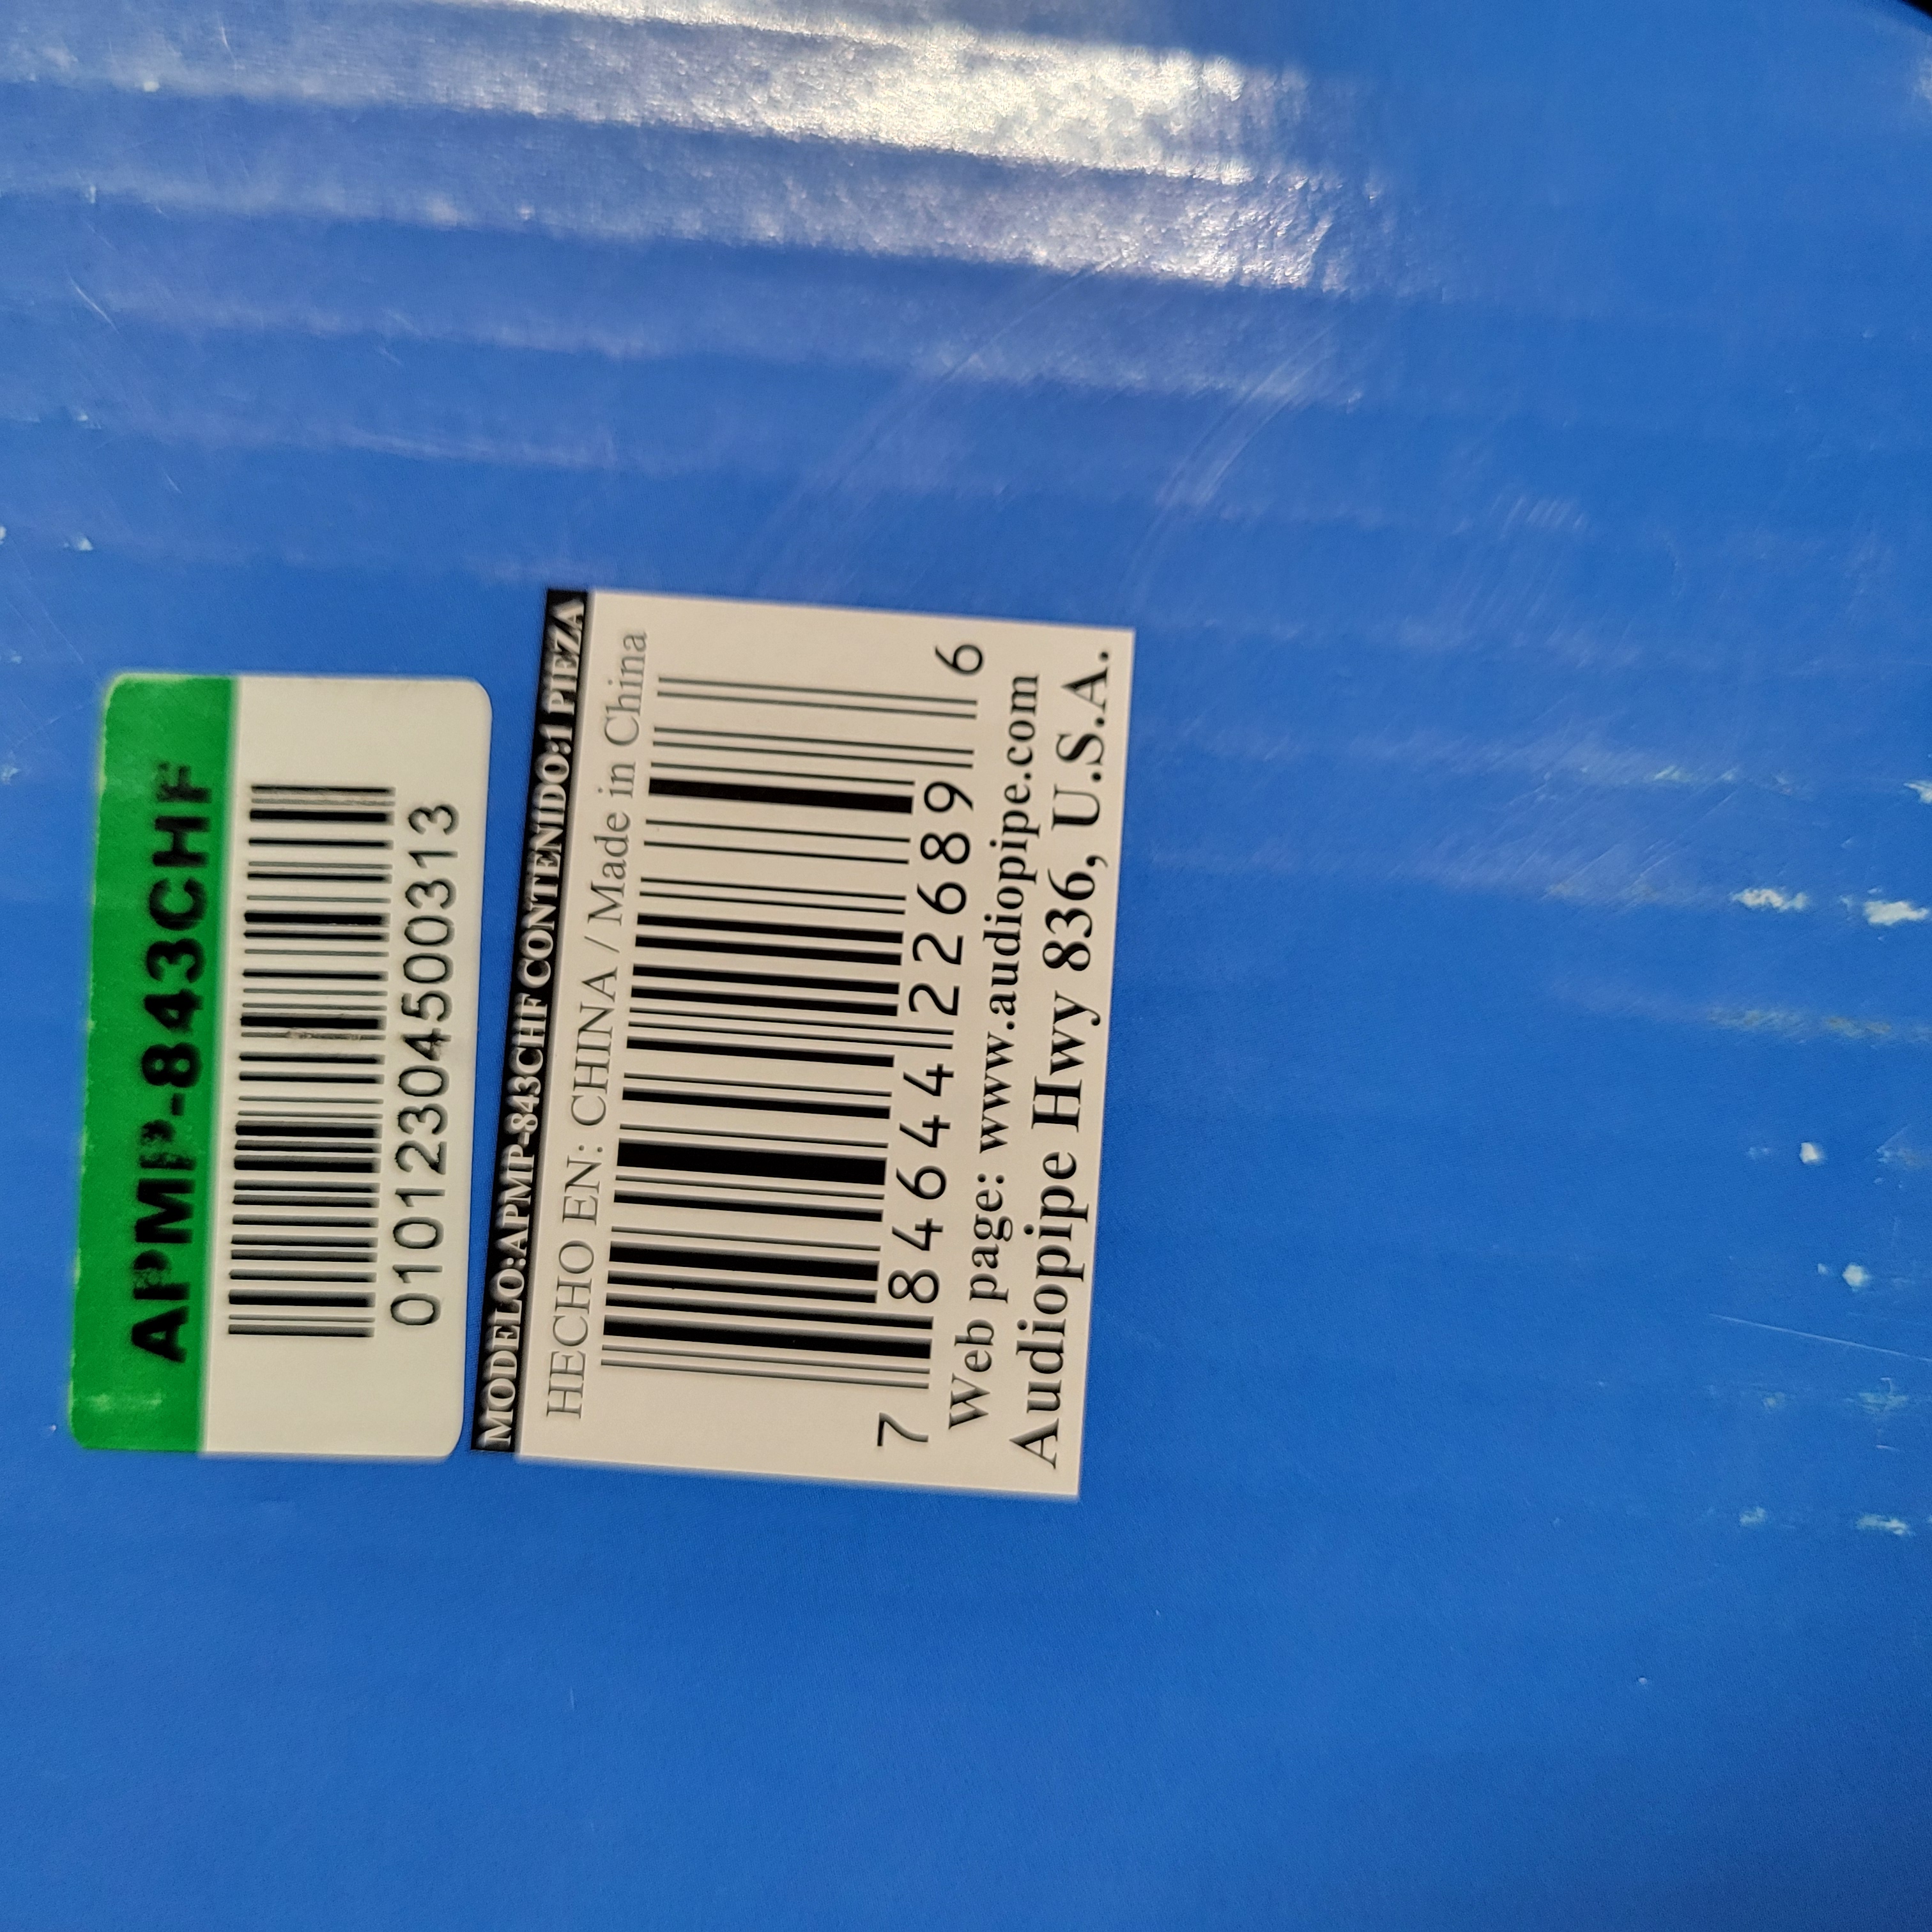 APMP-843CHF
01012304500313
MODELO:APMP-843CHF CONTENIDO:1 PIEZA
HECHO EN: CHINA / Made in China
7 84644 22689 6
Web page: www.audiopipe.com
Audiopipe Hwy 836, U.S.A.